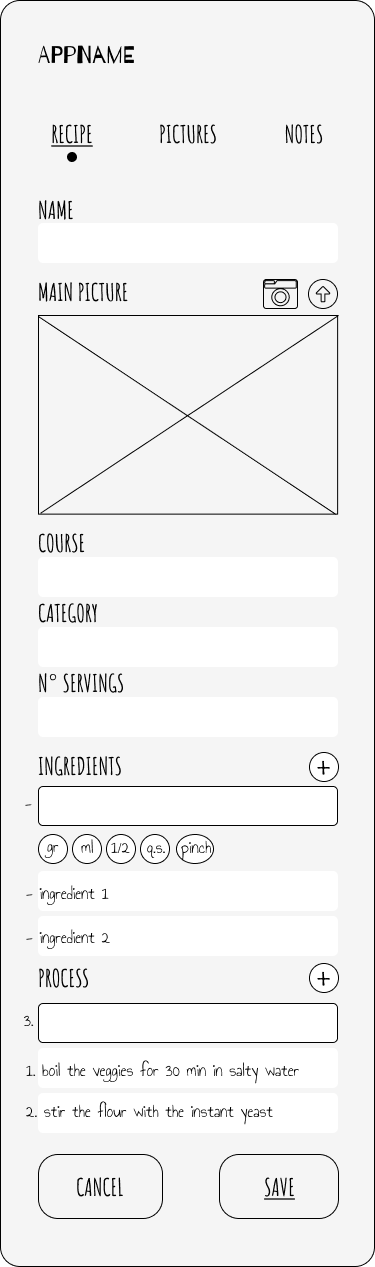 APPNAME
RECIPE PICTURES NOTES
NAME
MAIN PICTURE
COURSE
CATEGORY
N° SERVINGS
INGREDIENTS +
-
gr ml 1/2 q.s. pinch
- ingredient 1
- ingredient 2
PROCESS +
3.
1. boil the veggies for 30 min in salty water
2. stir the flour with the instant yeast
CANCEL SAVE